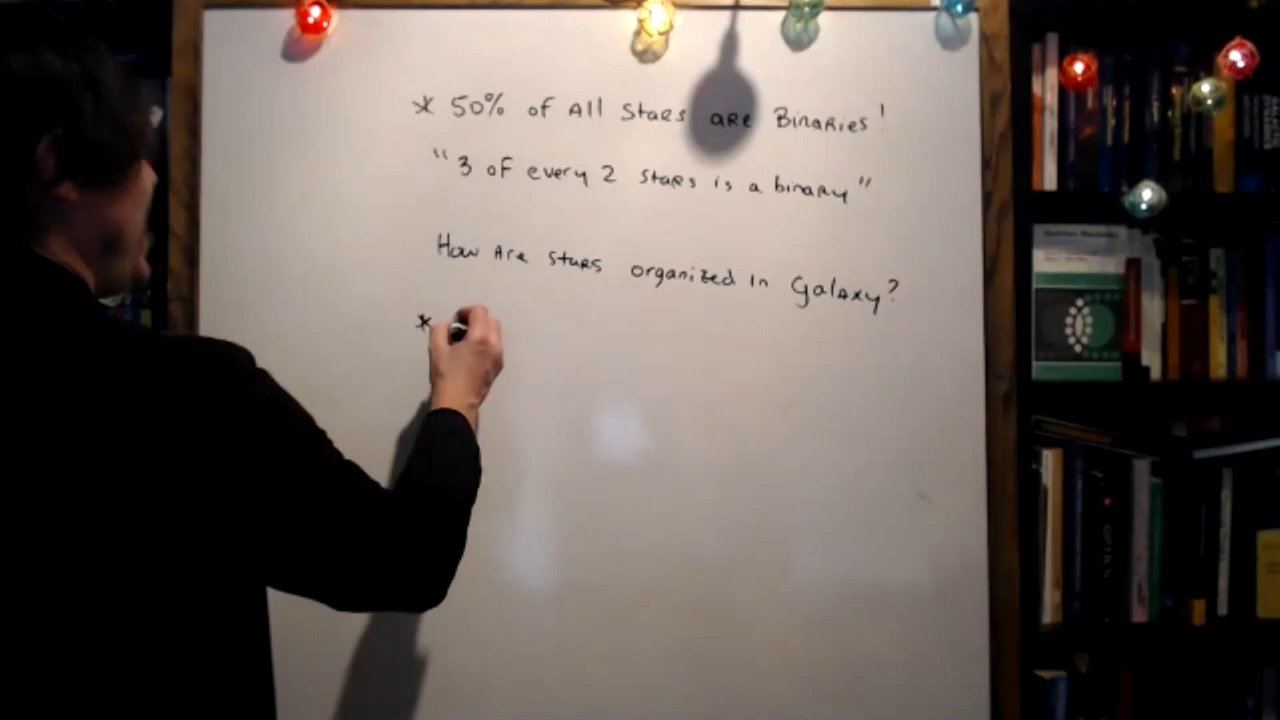 * 50% of All Stars are Binaries!
"3 of every 2 stars is a binary"
How Are stars organized in Galaxy?
*
OPTICS